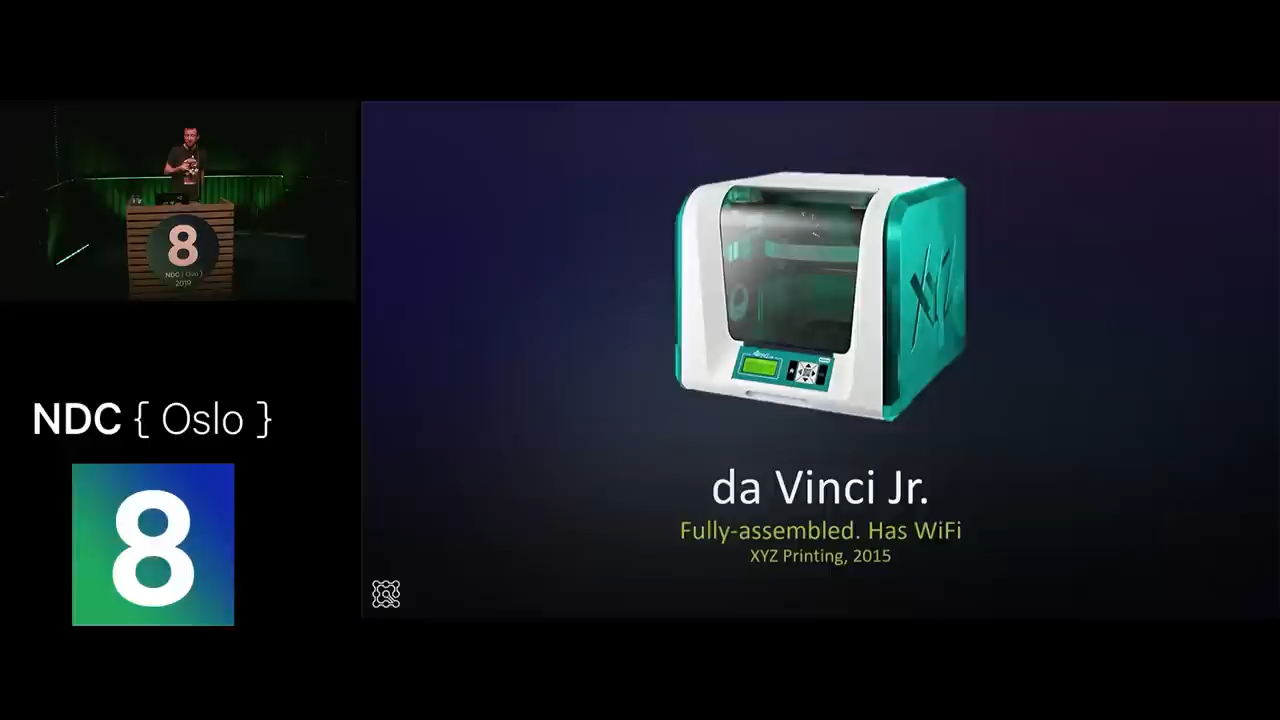 8
NDC { Oslo }
2019
NDC { Oslo }
8
XYZ
da Vinci Jr.
Fully-assembled. Has WiFi
XYZ Printing, 2015